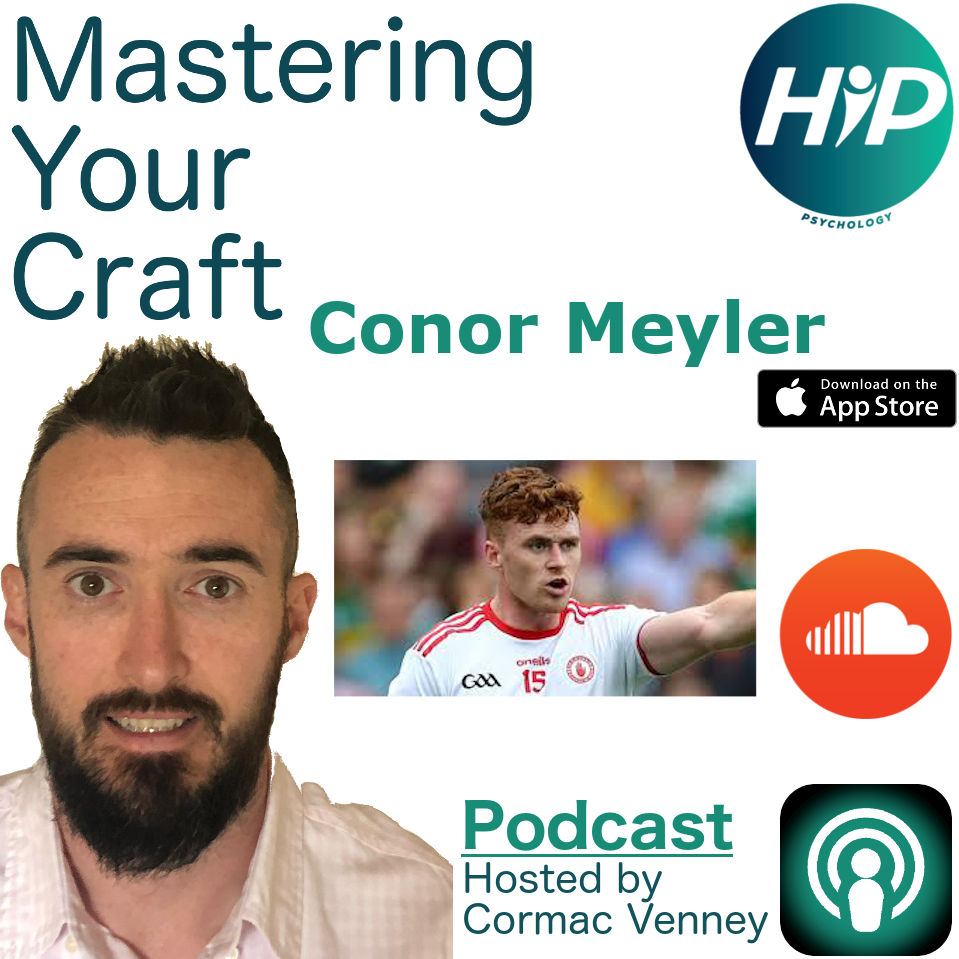 Mastering
Your
Craft
HiP
PSYCHOLOGY
Conor Meyler
Download on the
App Store
oneills
GAA
15
Podcast
Hosted by
Cormac Venney